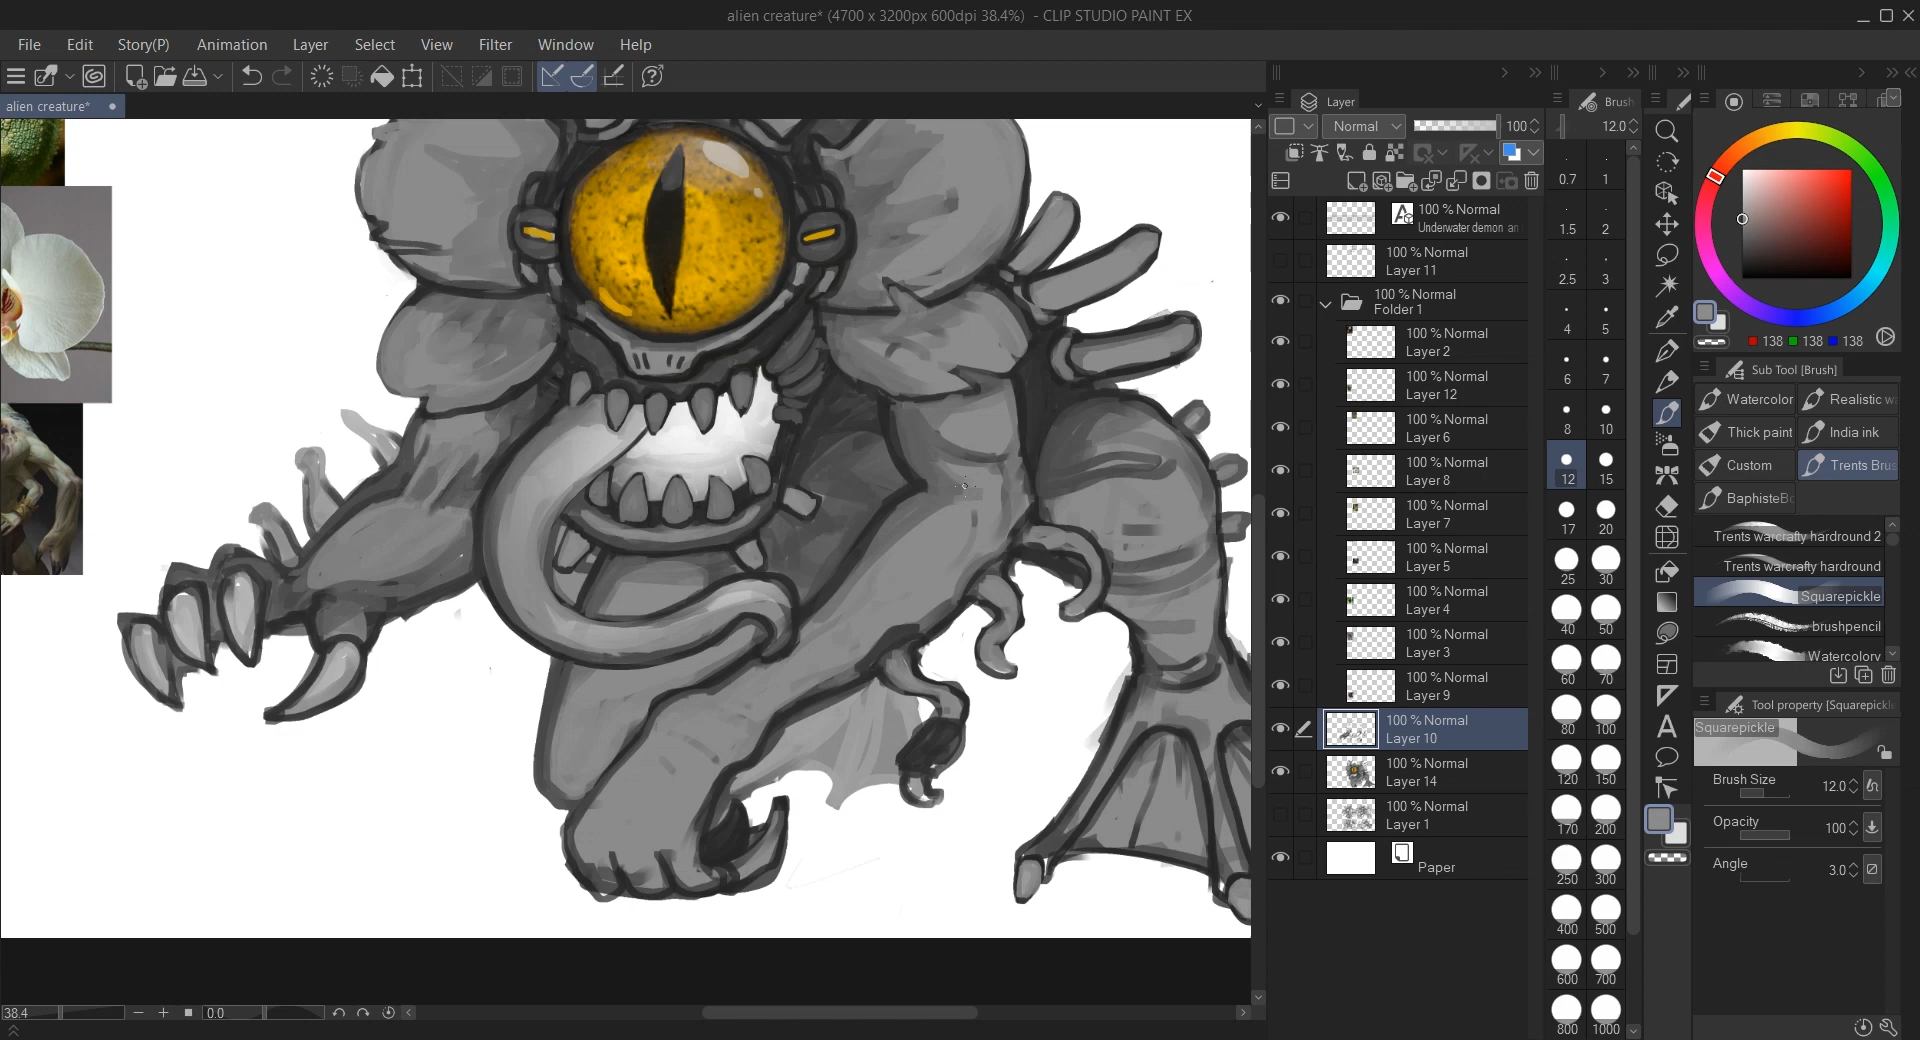 alien creature* (4700 x 3200px 600dpi 38.4%) - CLIP STUDIO PAINT EX
File Edit Story(P) Animation Layer Select View Filter Window Help
alien creature*
Layer
Normal 100
100 % Normal
Underwater demon an
100 % Normal
Layer 11
100 % Normal
Folder 1
100 % Normal
Layer 2
100 % Normal
Layer 12
100 % Normal
Layer 6
100 % Normal
Layer 8
100 % Normal
Layer 7
100 % Normal
Layer 5
100 % Normal
Layer 4
100 % Normal
Layer 3
100 % Normal
Layer 9
100 % Normal
Layer 10
100 % Normal
Layer 14
100 % Normal
Layer 1
Paper
Brush
12.0
0.7 1
1.5 2
2.5 3
4 5
6 7
8 10
12 15
17 20
25 30
40 50
60 70
80 100
120 150
170 200
250 300
400 500
600 700
800 1000
138 138 138
Sub Tool [Brush]
Watercolor Realistic w
Thick paint India ink
Custom Trents Brus
BaphisteBo
Trents warcrafty hardround 2
Trents warcrafty hardround
Squarepickle
brushpencil
Watercolory
Tool property [Squarepickle
Squarepickle
Brush Size 12.0
Opacity 100
Angle 3.0
38.4 0.0